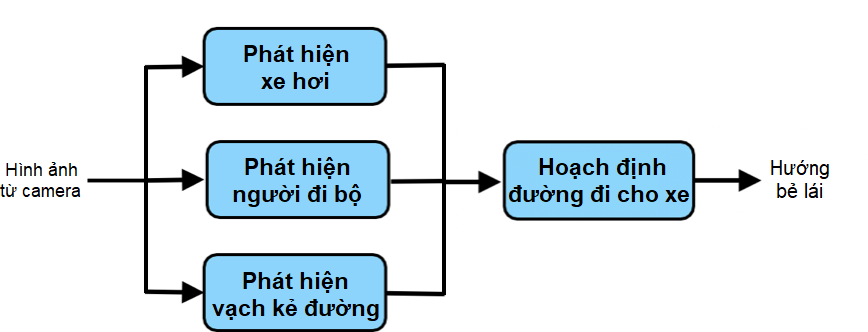 Phát hiện
xe hơi
Hình ảnh
từ camera
Phát hiện
người đi bộ
Hoạch định
đường đi cho xe
Hướng
bẻ lái
Phát hiện
vạch kẻ đường